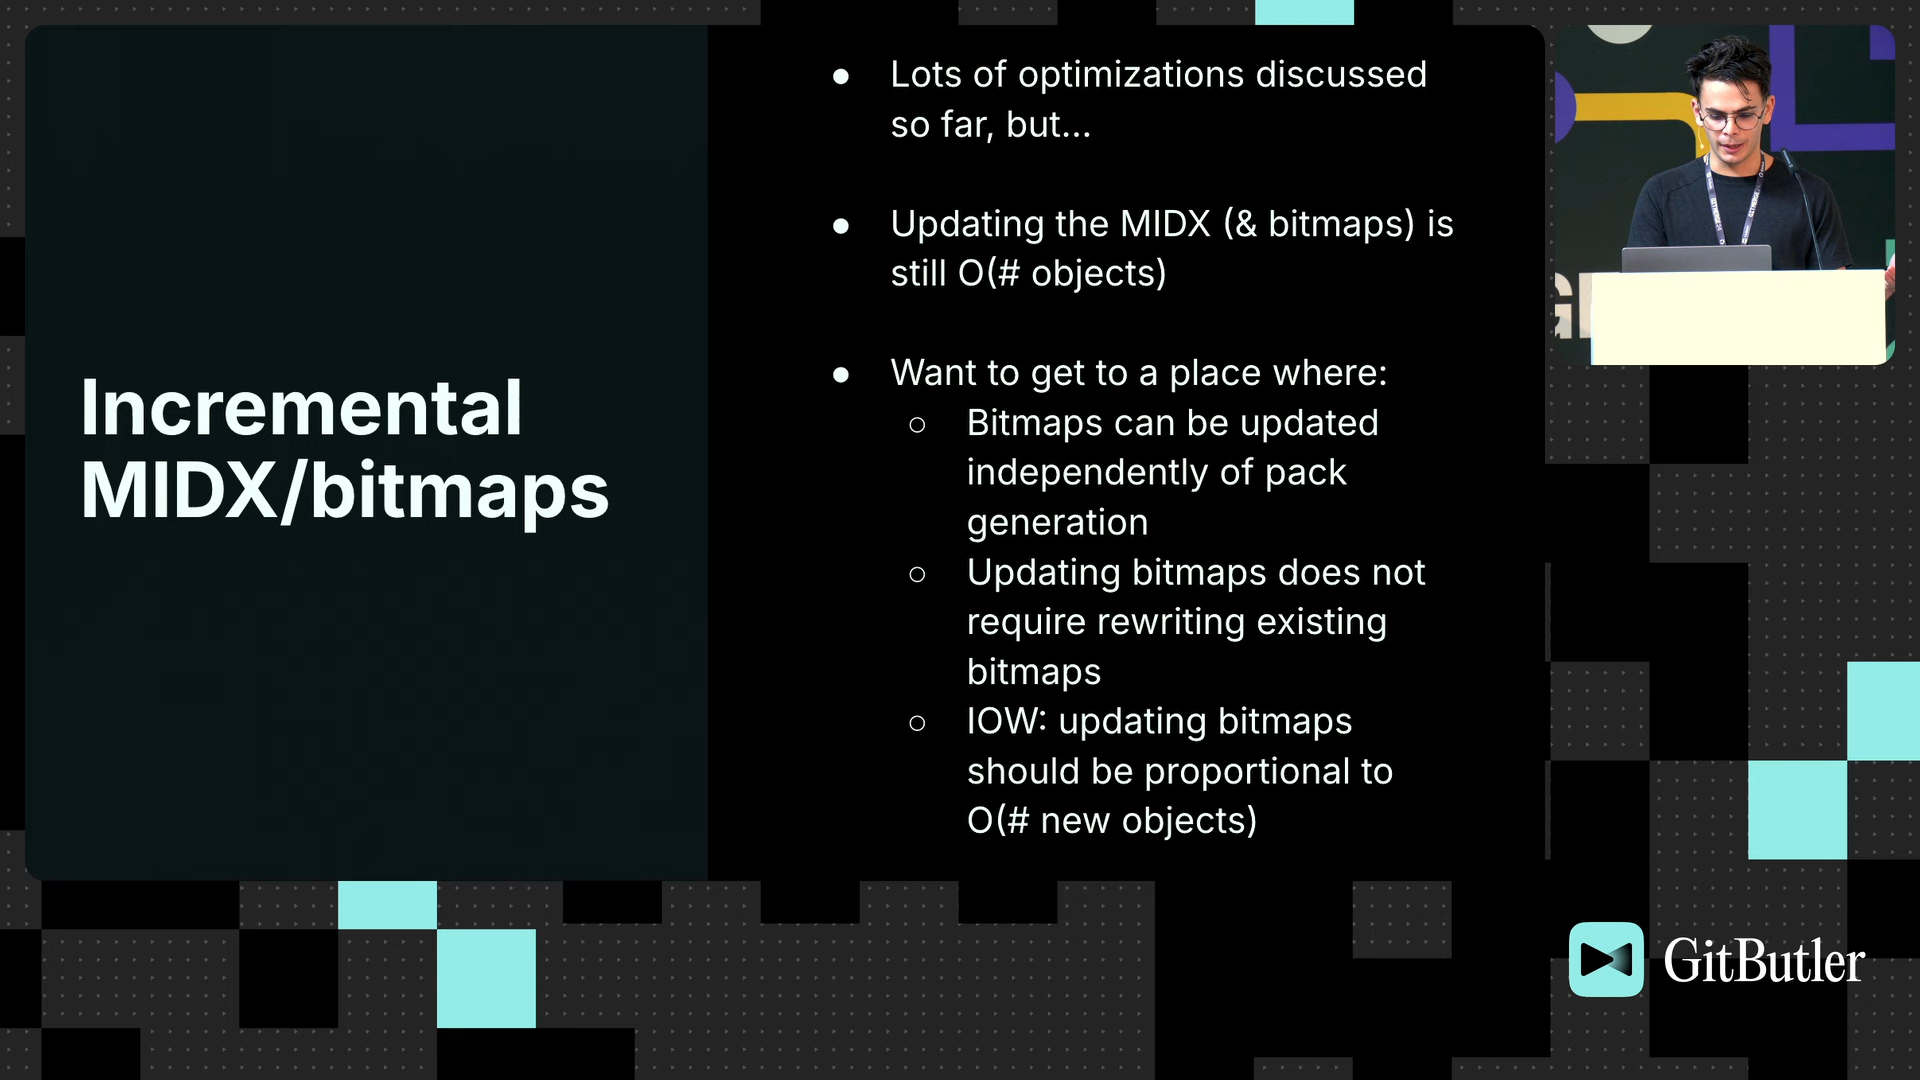 Incremental
MIDX/bitmaps
● Lots of optimizations discussed
so far, but...
● Updating the MIDX (& bitmaps) is
still O(# objects)
● Want to get to a place where:
○ Bitmaps can be updated
independently of pack
generation
○ Updating bitmaps does not
require rewriting existing
bitmaps
○ IOW: updating bitmaps
should be proportional to
O(# new objects)
GitButler